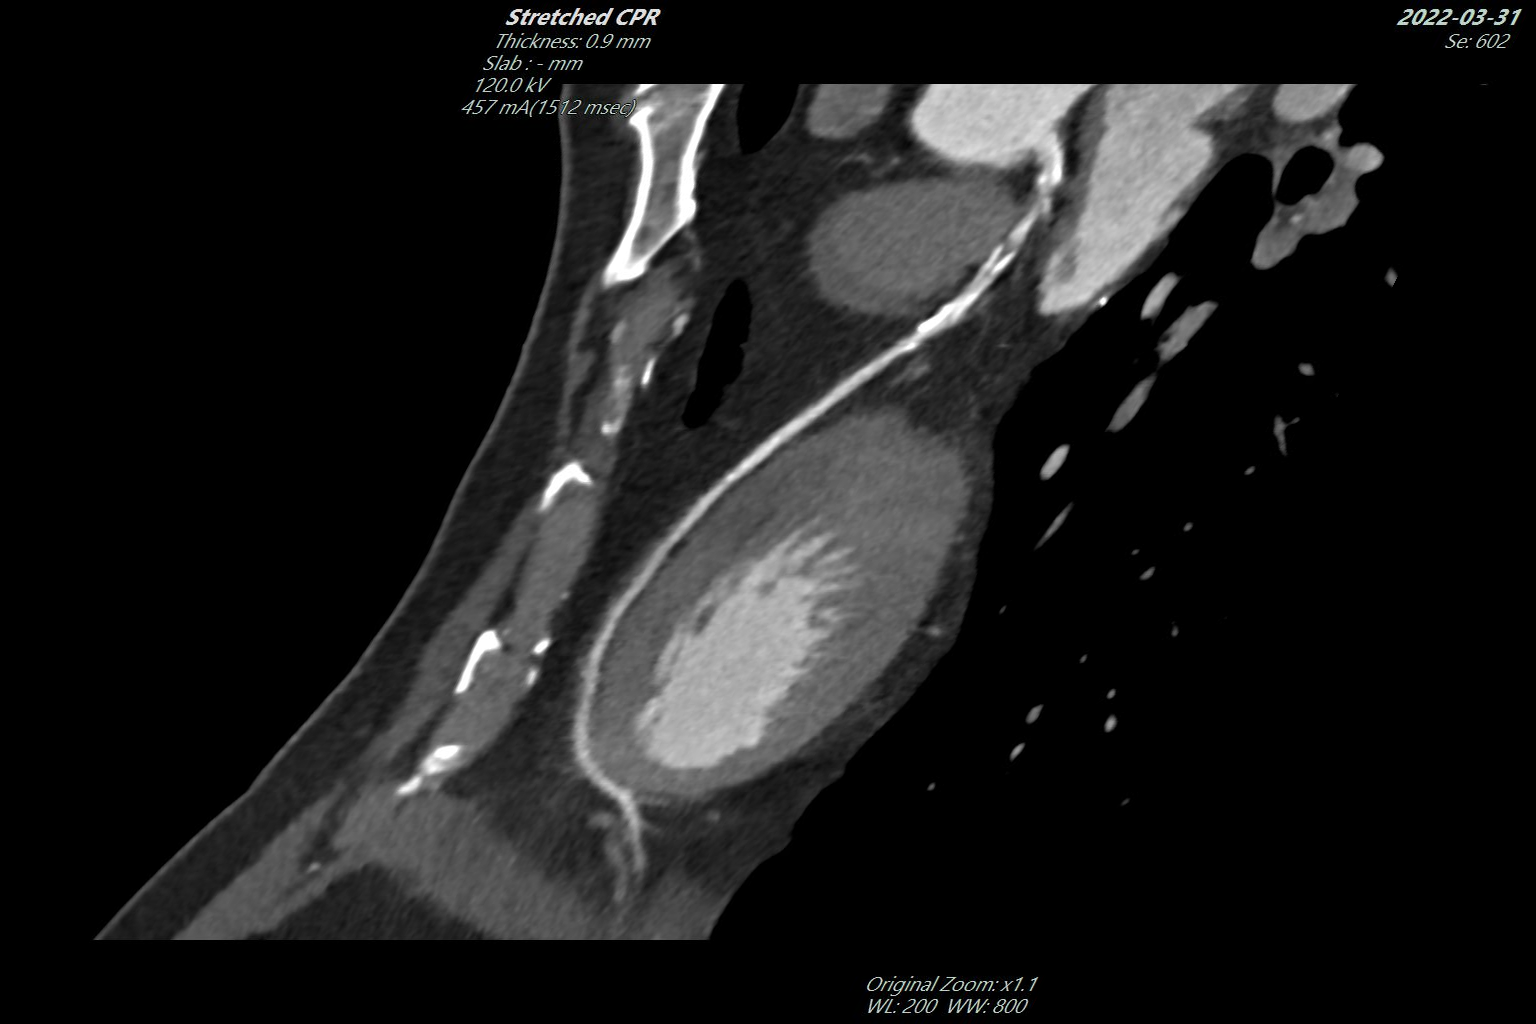 Stretched CPR
Thickness: 0.9 mm
Slab : - mm
120.0 kV
457 mA(1512 msec)
2022-03-31
Se: 602
Original Zoom: x1.1
WL: 200 WW: 800